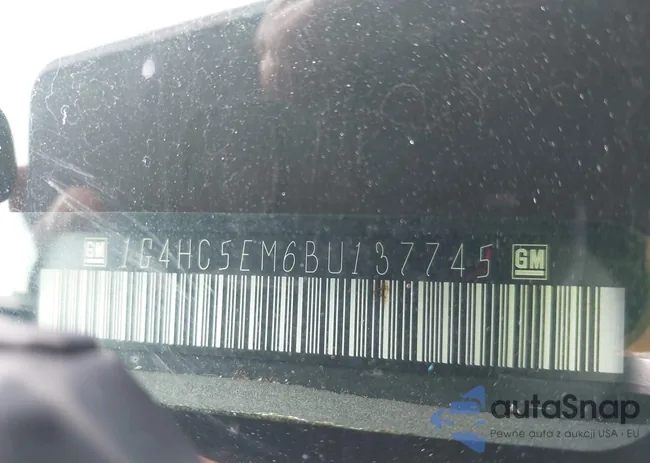 GM 1G4HC5EM6BU137745 GM
autaSnap
Pewne auta z aukcji USA i EU